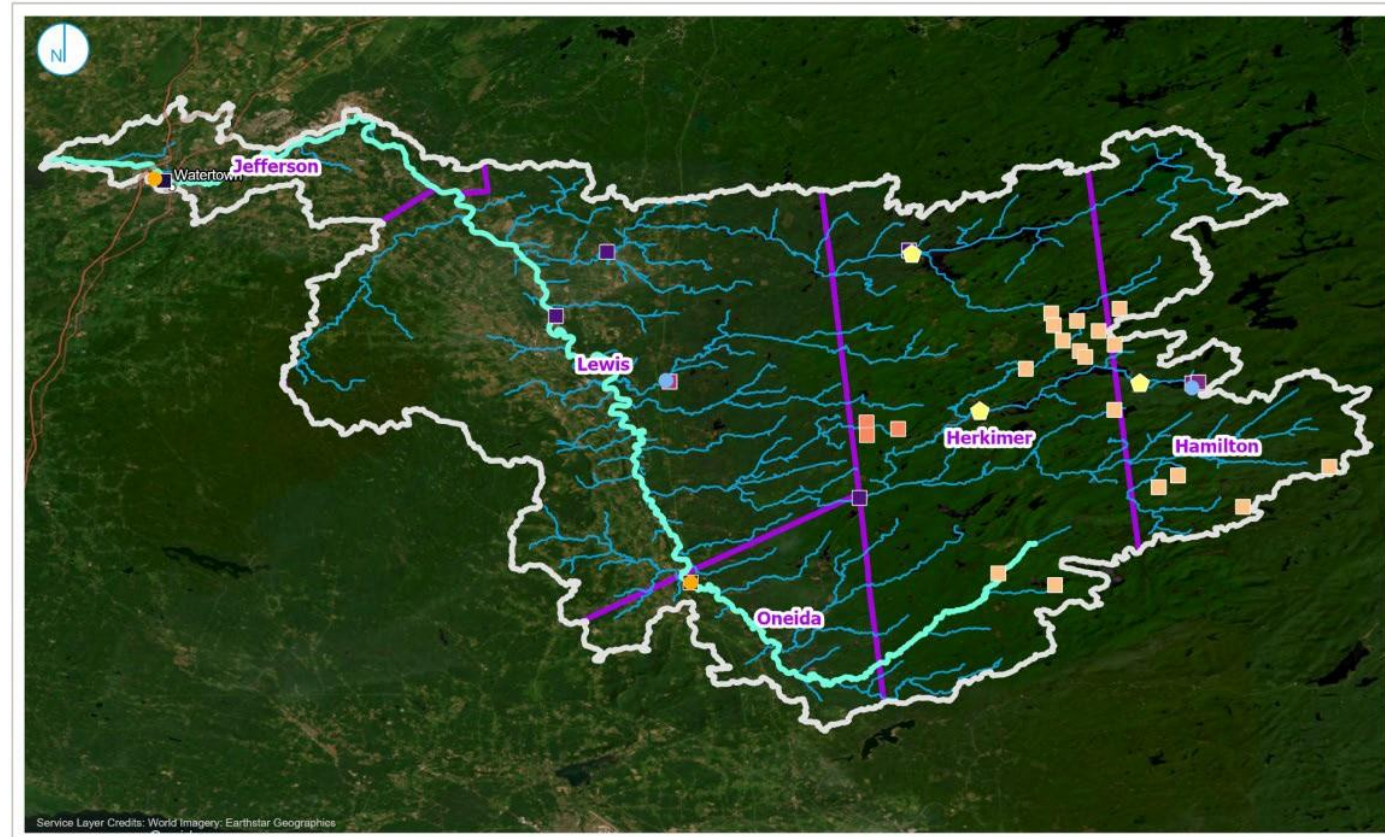 N
Watertown
Jefferson
Lewis
Herkimer
Hamilton
Oneida
Service Layer Credits: World Imagery: Earthstar Geographics